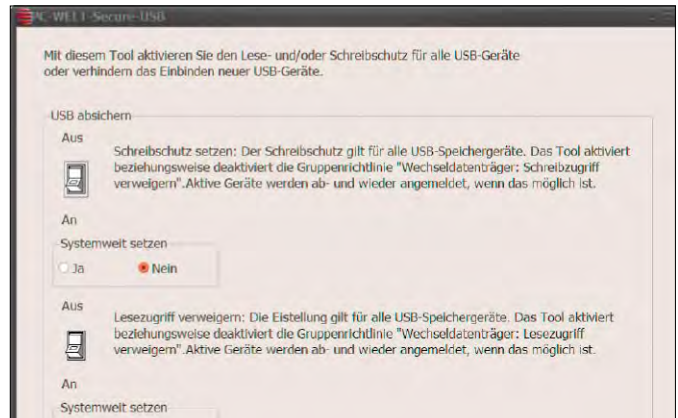 PC-WELT-Secure-USB
Mit diesem Tool aktivieren Sie den Lese- und/oder Schreibschutz für alle USB-Geräte
oder verhindern das Einbinden neuer USB-Geräte.
USB absichern
Aus
Schreibschutz setzen: Der Schreibschutz gilt für alle USB-Speichergeräte. Das Tool aktiviert
beziehungsweise deaktiviert die Gruppenrichtlinie "Wechseldatenträger: Schreibzugriff
verweigern".Aktive Geräte werden ab- und wieder angemeldet, wenn das möglich ist.
An
Systemweit setzen
Ja Nein
Aus
Lesezugriff verweigern: Die Eistellung gilt für alle USB-Speichergeräte. Das Tool aktiviert
beziehungsweise deaktiviert die Gruppenrichtlinie "Wechseldatenträger: Lesezugriff
verweigern".Aktive Geräte werden ab- und wieder angemeldet, wenn das möglich ist.
An
Systemweit setzen